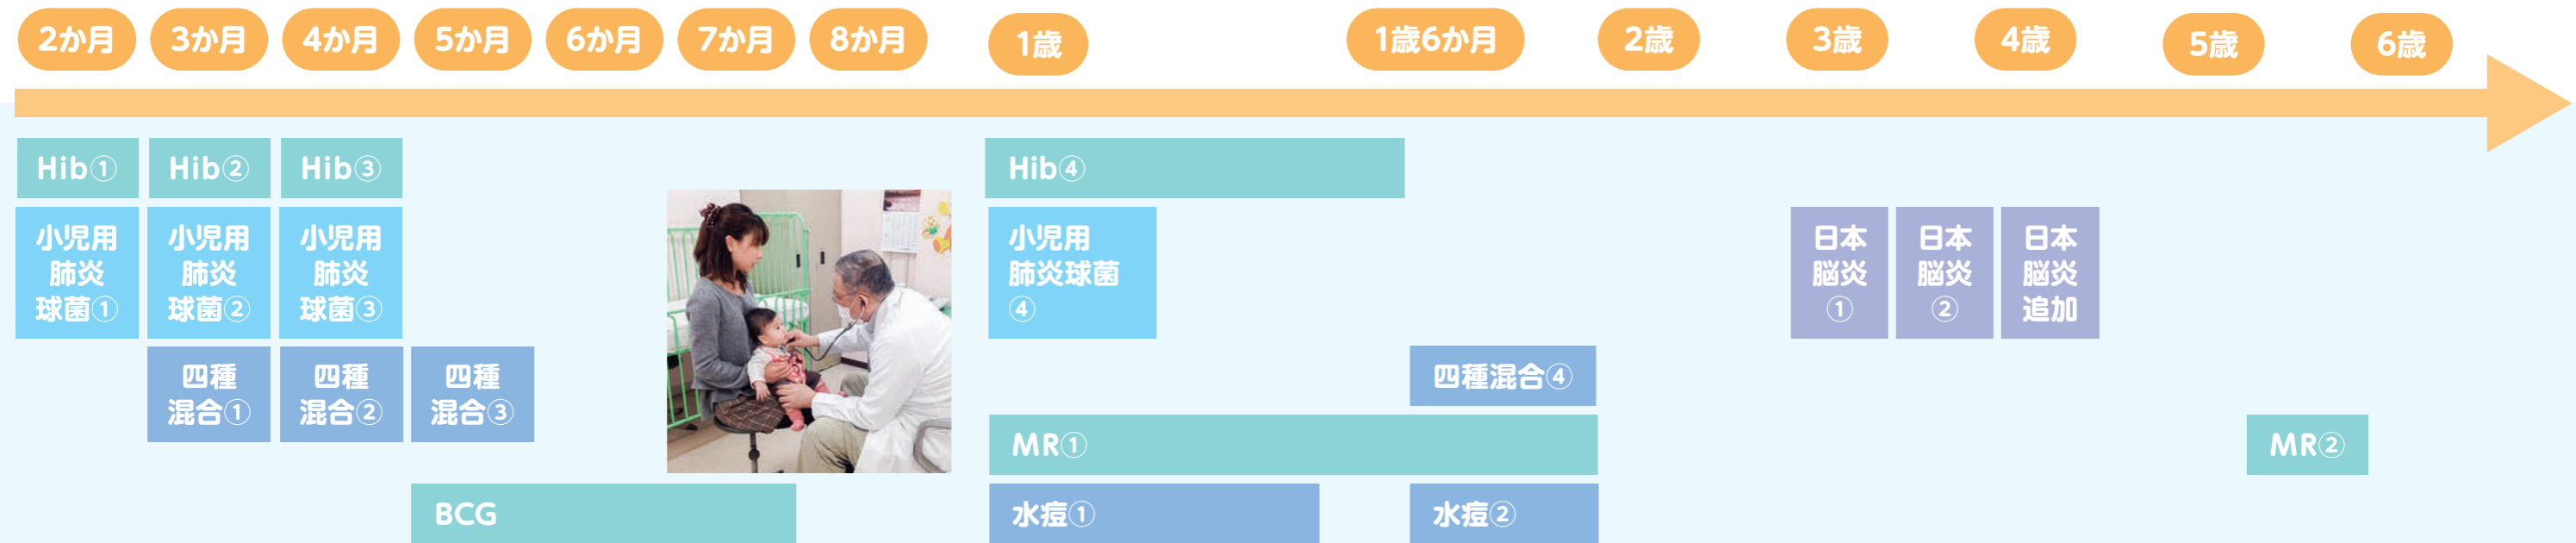 2か月 3か月 4か月 5か月 6か月 7か月 8か月 1歳 1歳6か月 2歳 3歳 4歳 5歳 6歳
Hib① Hib② Hib③ Hib④
小児用
肺炎
球菌①
小児用
肺炎
球菌②
小児用
肺炎
球菌③
小児用
肺炎球菌
④
日本
脳炎
①
日本
脳炎
②
日本
脳炎
追加
四種
混合①
四種
混合②
四種
混合③
四種混合④
MR① MR②
BCG 水痘① 水痘②